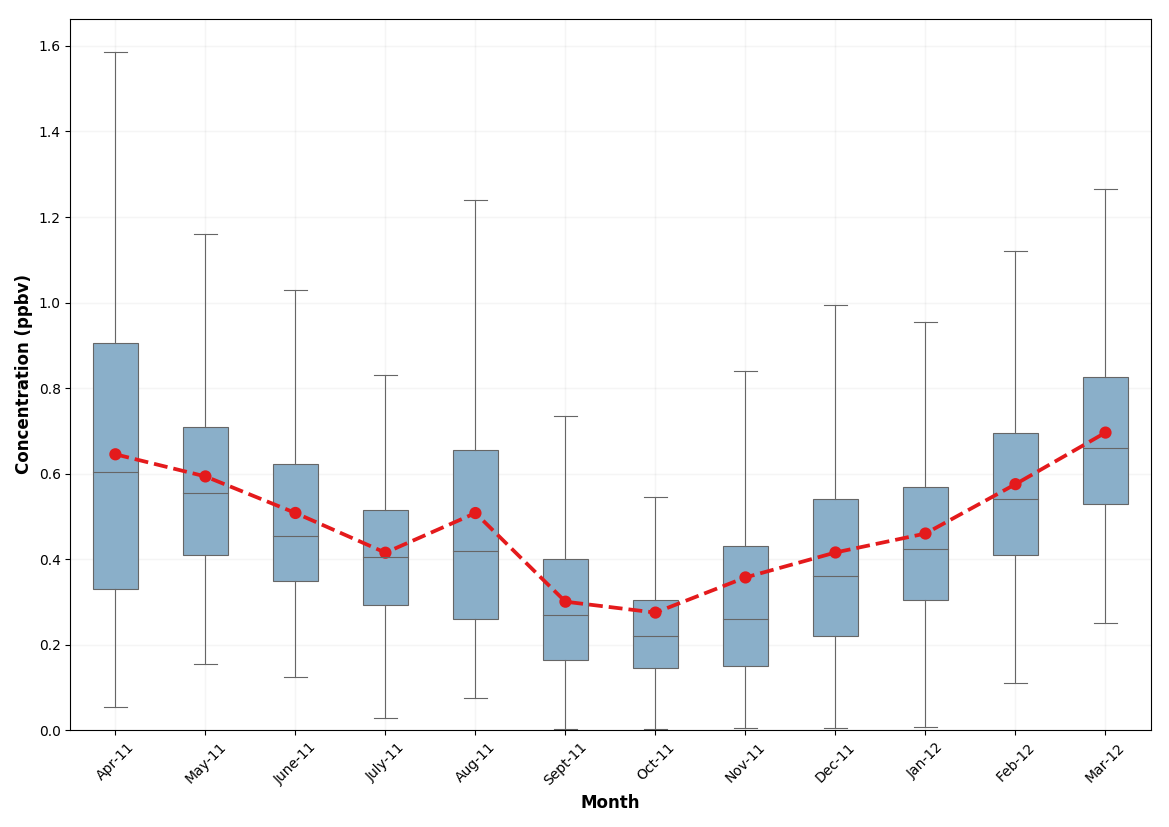 1.6
1.4
1.2
1.0
0.8
0.6
0.4
0.2
0.0
Concentration (ppbv)
Apr-11
May-11
June-11
July-11
Aug-11
Sept-11
Oct-11
Nov-11
Dec-11
Jan-12
Feb-12
Mar-12
Month